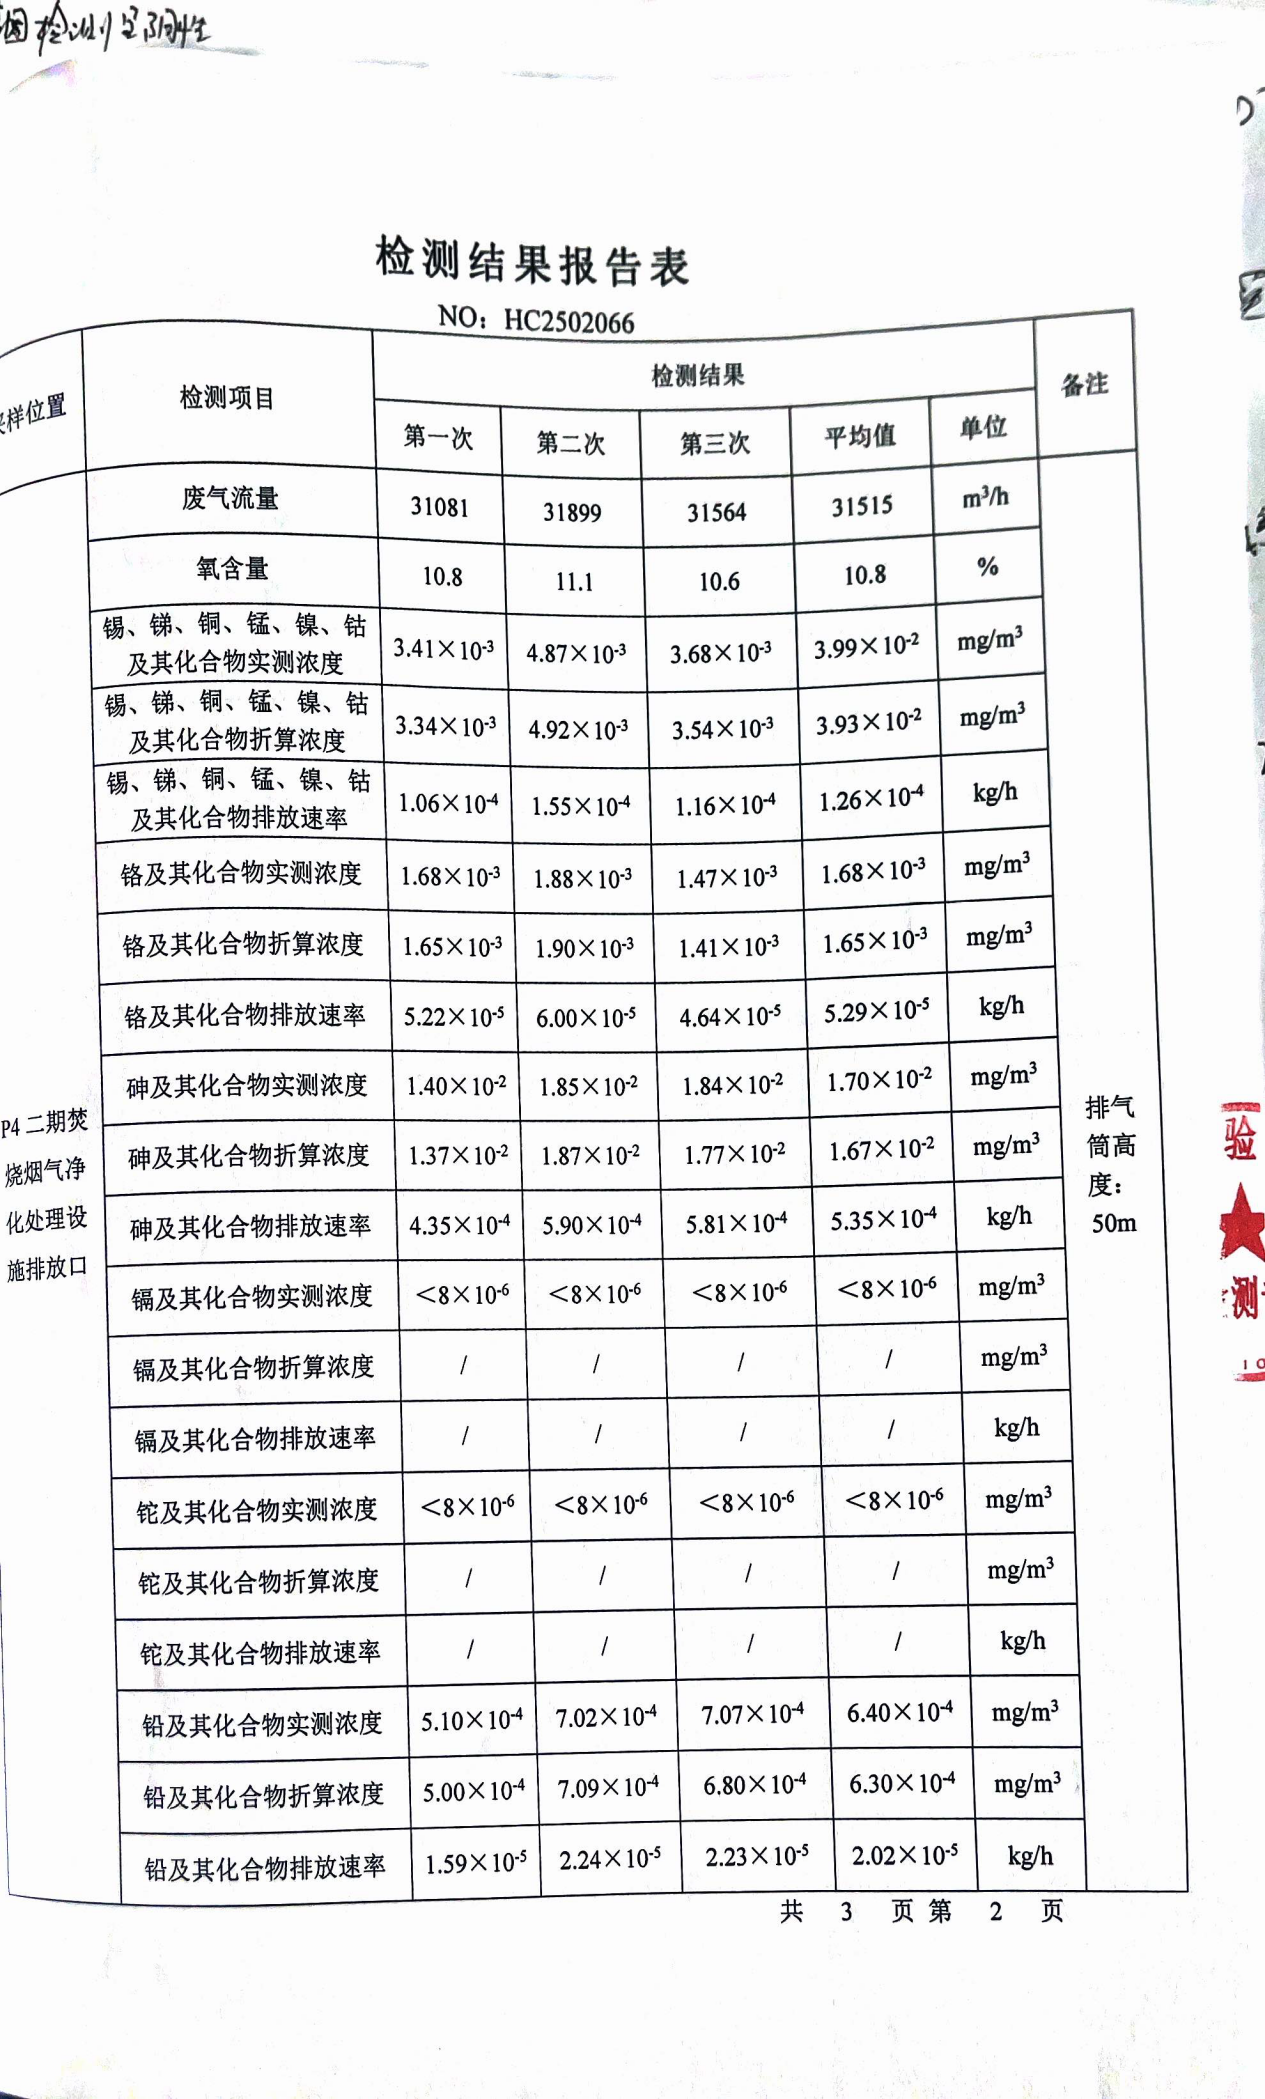 检测结果报告表
NO：HC2502066
采样位置 检测项目 检测结果 备注
第一次 第二次 第三次 平均值 单位
废气流量 31081 31899 31564 31515 m³/h
氧含量 10.8 11.1 10.6 10.8 %
锡、锑、铜、锰、镍、钴
及其化合物实测浓度 3.41×10⁻³ 4.87×10⁻³ 3.68×10⁻³ 3.99×10⁻² mg/m³
锡、锑、铜、锰、镍、钴
及其化合物折算浓度 3.34×10⁻³ 4.92×10⁻³ 3.54×10⁻³ 3.93×10⁻² mg/m³
锡、锑、铜、锰、镍、钴
及其化合物排放速率 1.06×10⁻⁴ 1.55×10⁻⁴ 1.16×10⁻⁴ 1.26×10⁻⁴ kg/h
铬及其化合物实测浓度 1.68×10⁻³ 1.88×10⁻³ 1.47×10⁻³ 1.68×10⁻³ mg/m³
铬及其化合物折算浓度 1.65×10⁻³ 1.90×10⁻³ 1.41×10⁻³ 1.65×10⁻³ mg/m³
铬及其化合物排放速率 5.22×10⁻⁵ 6.00×10⁻⁵ 4.64×10⁻⁵ 5.29×10⁻⁵ kg/h
砷及其化合物实测浓度 1.40×10⁻² 1.85×10⁻² 1.84×10⁻² 1.70×10⁻² mg/m³
砷及其化合物折算浓度 1.37×10⁻² 1.87×10⁻² 1.77×10⁻² 1.67×10⁻² mg/m³
砷及其化合物排放速率 4.35×10⁻⁴ 5.90×10⁻⁴ 5.81×10⁻⁴ 5.35×10⁻⁴ kg/h
镉及其化合物实测浓度 <8×10⁻⁶ <8×10⁻⁶ <8×10⁻⁶ <8×10⁻⁶ mg/m³
镉及其化合物折算浓度 / / / / mg/m³
镉及其化合物排放速率 / / / / kg/h
铊及其化合物实测浓度 <8×10⁻⁶ <8×10⁻⁶ <8×10⁻⁶ <8×10⁻⁶ mg/m³
铊及其化合物折算浓度 / / / / mg/m³
铊及其化合物排放速率 / / / / kg/h
铅及其化合物实测浓度 5.10×10⁻⁴ 7.02×10⁻⁴ 7.07×10⁻⁴ 6.40×10⁻⁴ mg/m³
铅及其化合物折算浓度 5.00×10⁻⁴ 7.09×10⁻⁴ 6.80×10⁻⁴ 6.30×10⁻⁴ mg/m³
铅及其化合物排放速率 1.59×10⁻⁵ 2.24×10⁻⁵ 2.23×10⁻⁵ 2.02×10⁻⁵ kg/h
P4 二期焚
烧烟气净
化处理设
施排放口
排气
筒高
度：
50m
验
测
共 3 页 第 2 页